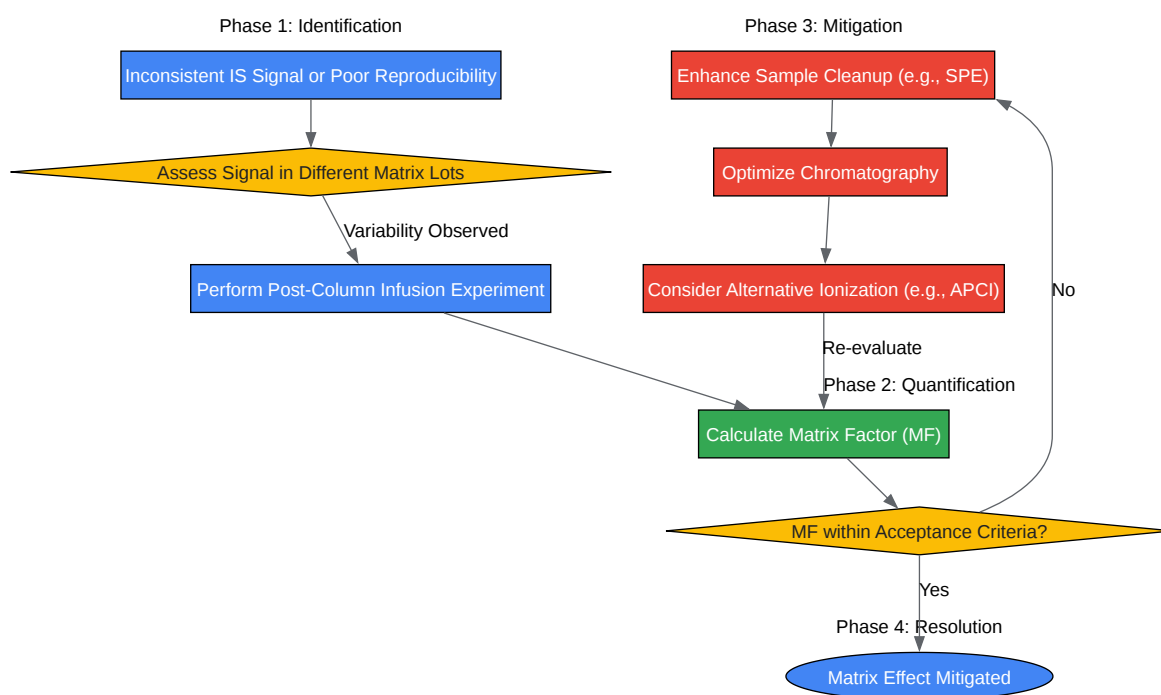 Phase 1: Identification
Inconsistent IS Signal or Poor Reproducibility
Assess Signal in Different Matrix Lots
Variability Observed
Perform Post-Column Infusion Experiment
Phase 3: Mitigation
Enhance Sample Cleanup (e.g., SPE)
Optimize Chromatography
Consider Alternative Ionization (e.g., APCI)
No
Re-evaluate
Phase 2: Quantification
Calculate Matrix Factor (MF)
MF within Acceptance Criteria?
Yes
Phase 4: Resolution
Matrix Effect Mitigated